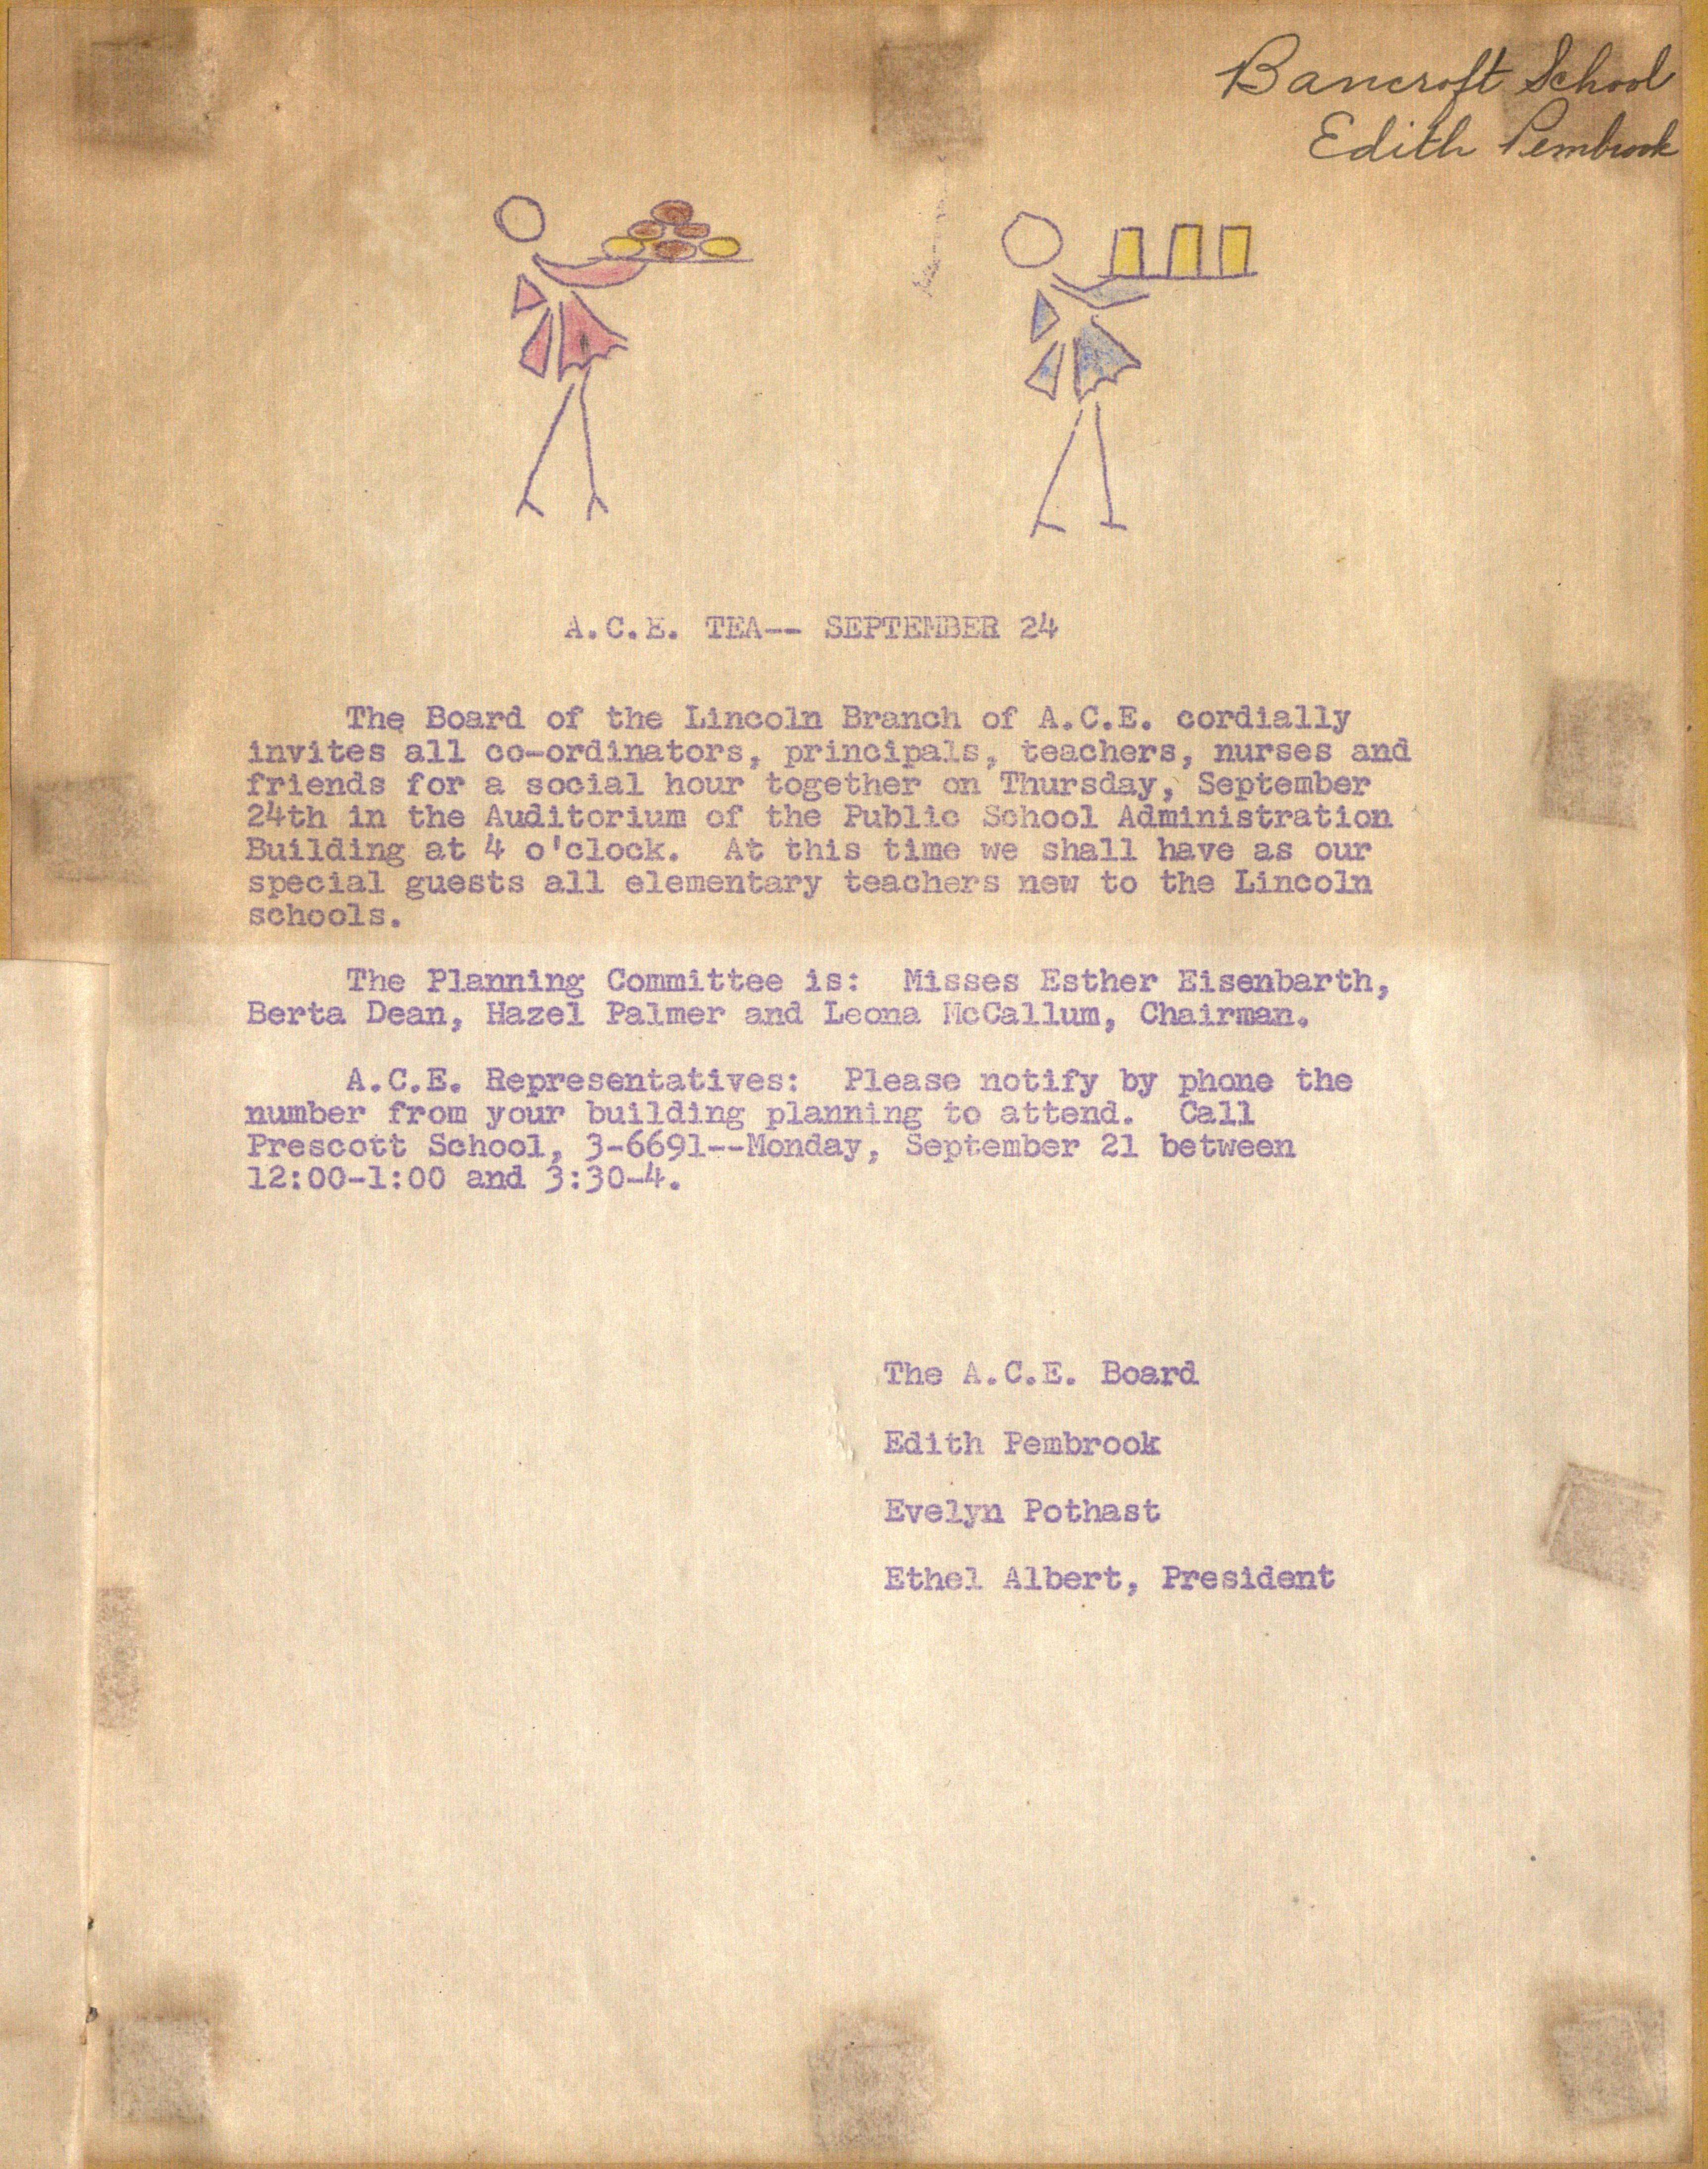 Bancroft School
Edith Pembrook
A.C.E. TEA-- SEPTEMBER 24
The Board of the Lincoln Branch of A.C.E. cordially
invites all co-ordinators, principals, teachers, nurses and
friends for a social hour together on Thursday, September
24th in the Auditorium of the Public School Administration
Building at 4 o'clock. At this time we shall have as our
special guests all elementary teachers new to the Lincoln
schools.
The Planning Committee is: Misses Esther Eisenbarth,
Berta Dean, Hazel Palmer and Leona McCallum, Chairman.
A.C.E. Representatives: Please notify by phone the
number from your building planning to attend. Call
Prescott School, 3-6691--Monday, September 21 between
12:00-1:00 and 3:30-4.
The A.C.E. Board
Edith Pembrook
Evelyn Pothast
Ethel Albert, President